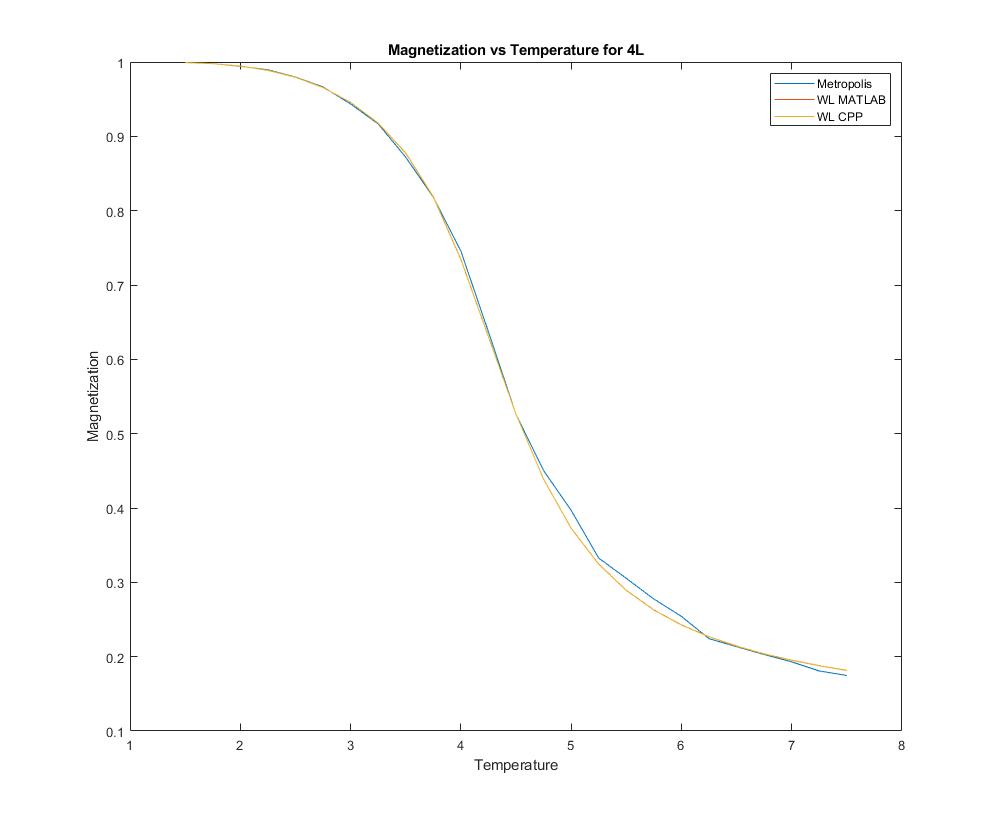 Magnetization vs Temperature for 4L
Metropolis
WL MATLAB
WL CPP
1
0.9
0.8
0.7
0.6
0.5
0.4
0.3
0.2
0.1
Magnetization
1 2 3 4 5 6 7 8
Temperature